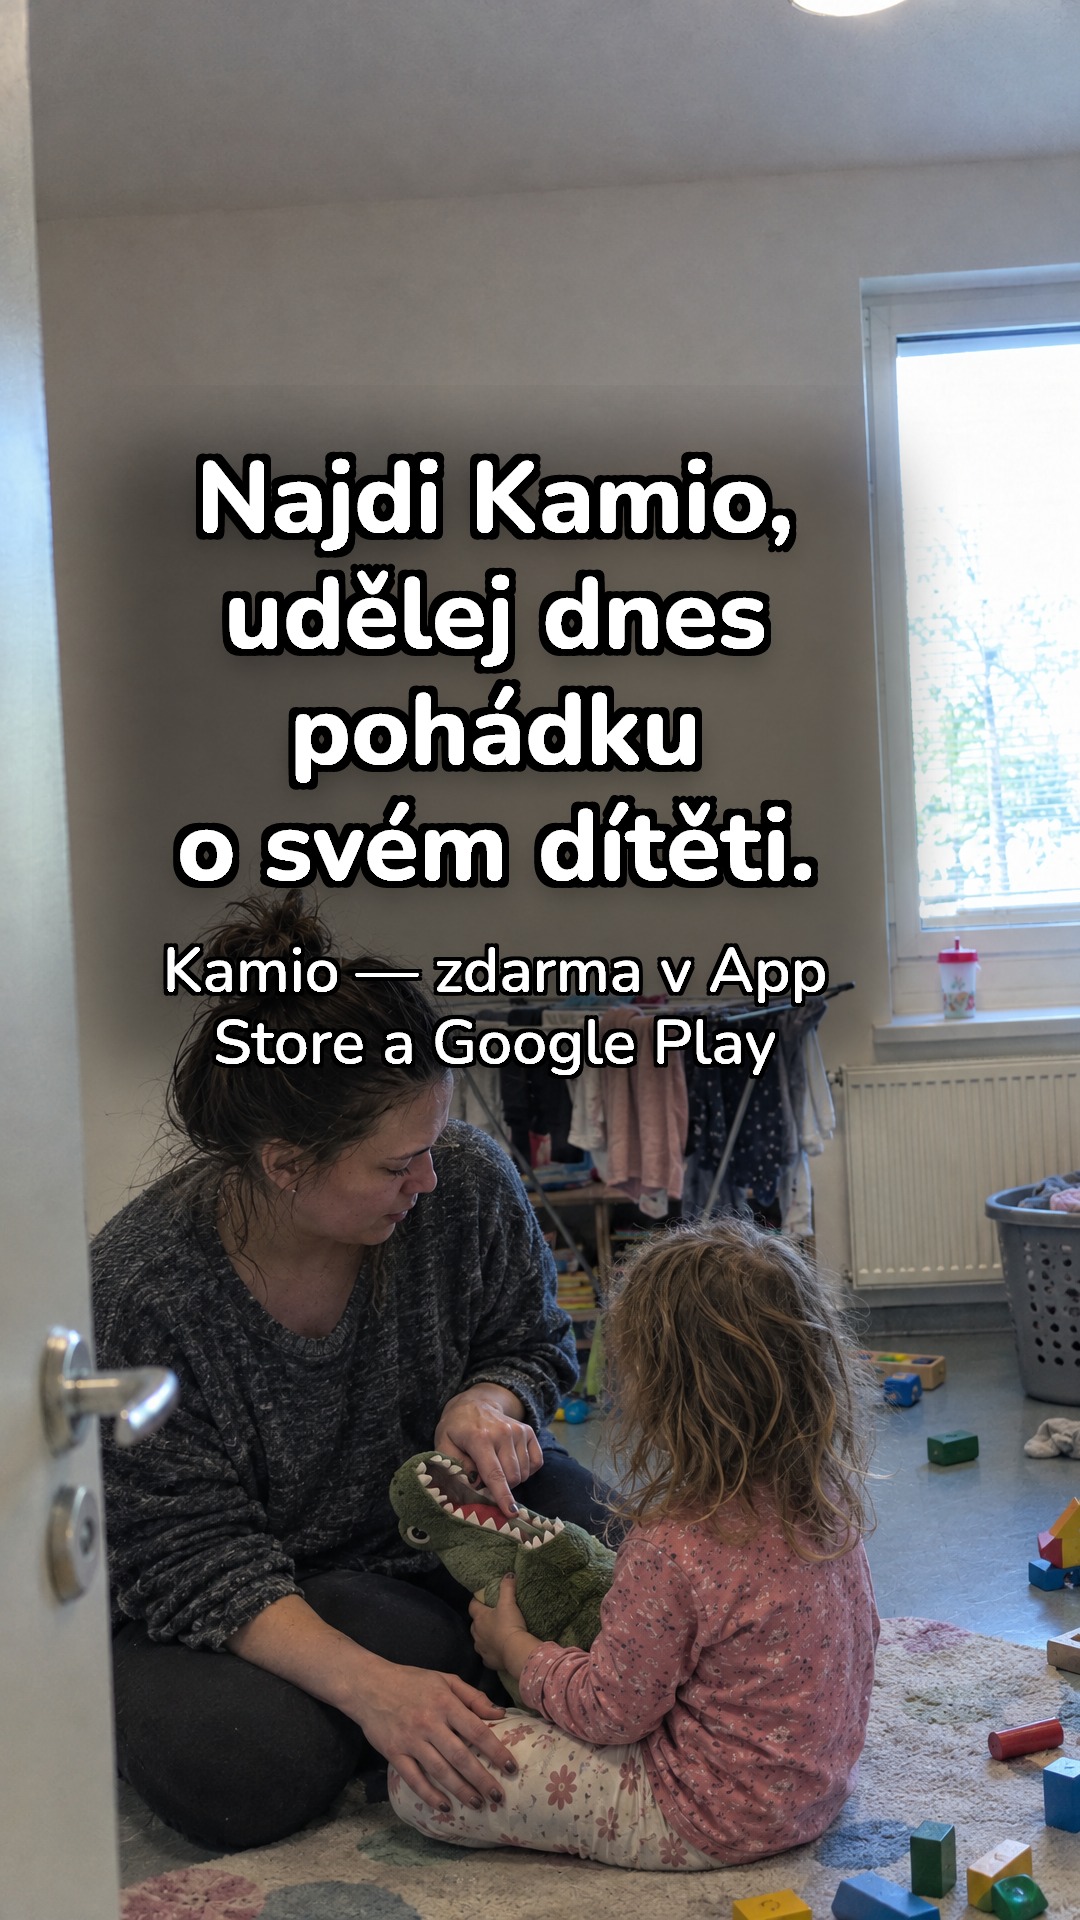 Najdi Kamio,
udělej dnes
pohádku
o svém dítěti.
Kamio — zdarma v App
Store a Google Play